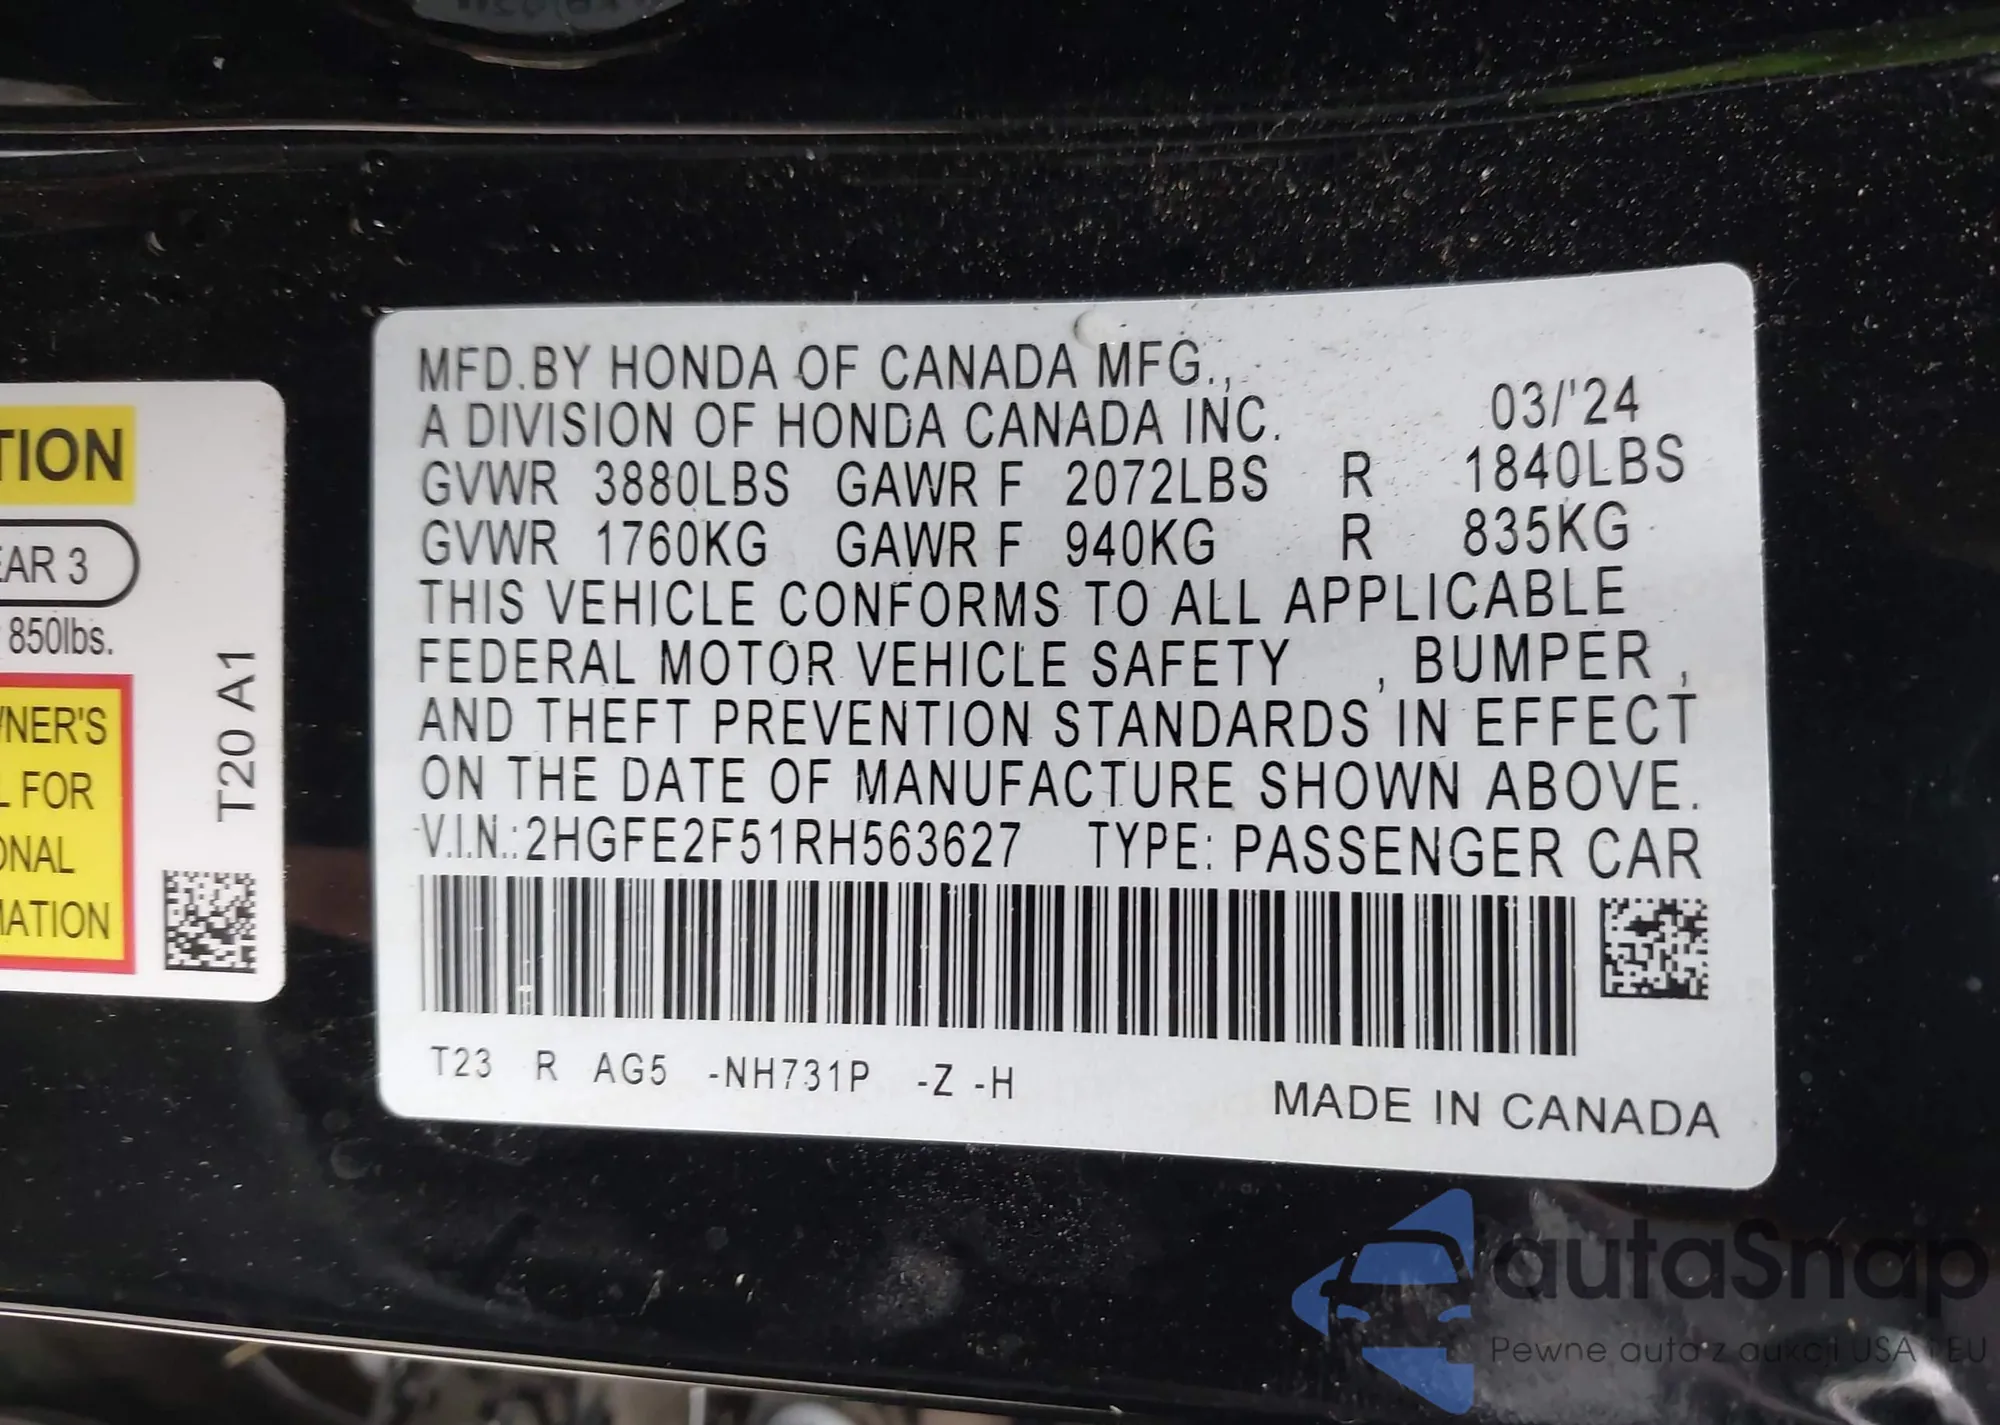 TION
EAR 3
850lbs.
WNER'S
L FOR
ONAL
MATION
T20 A1
MFD.BY HONDA OF CANADA MFG.,
A DIVISION OF HONDA CANADA INC. 03/'24
GVWR 3880LBS GAWR F 2072LBS R 1840LBS
GVWR 1760KG GAWR F 940KG R 835KG
THIS VEHICLE CONFORMS TO ALL APPLICABLE
FEDERAL MOTOR VEHICLE SAFETY , BUMPER ,
AND THEFT PREVENTION STANDARDS IN EFFECT
ON THE DATE OF MANUFACTURE SHOWN ABOVE.
V.I.N.:2HGFE2F51RH563627 TYPE: PASSENGER CAR
T23 R AG5 -NH731P -Z -H
MADE IN CANADA
autaSnap
Pewne auta z aukcji USA i EU